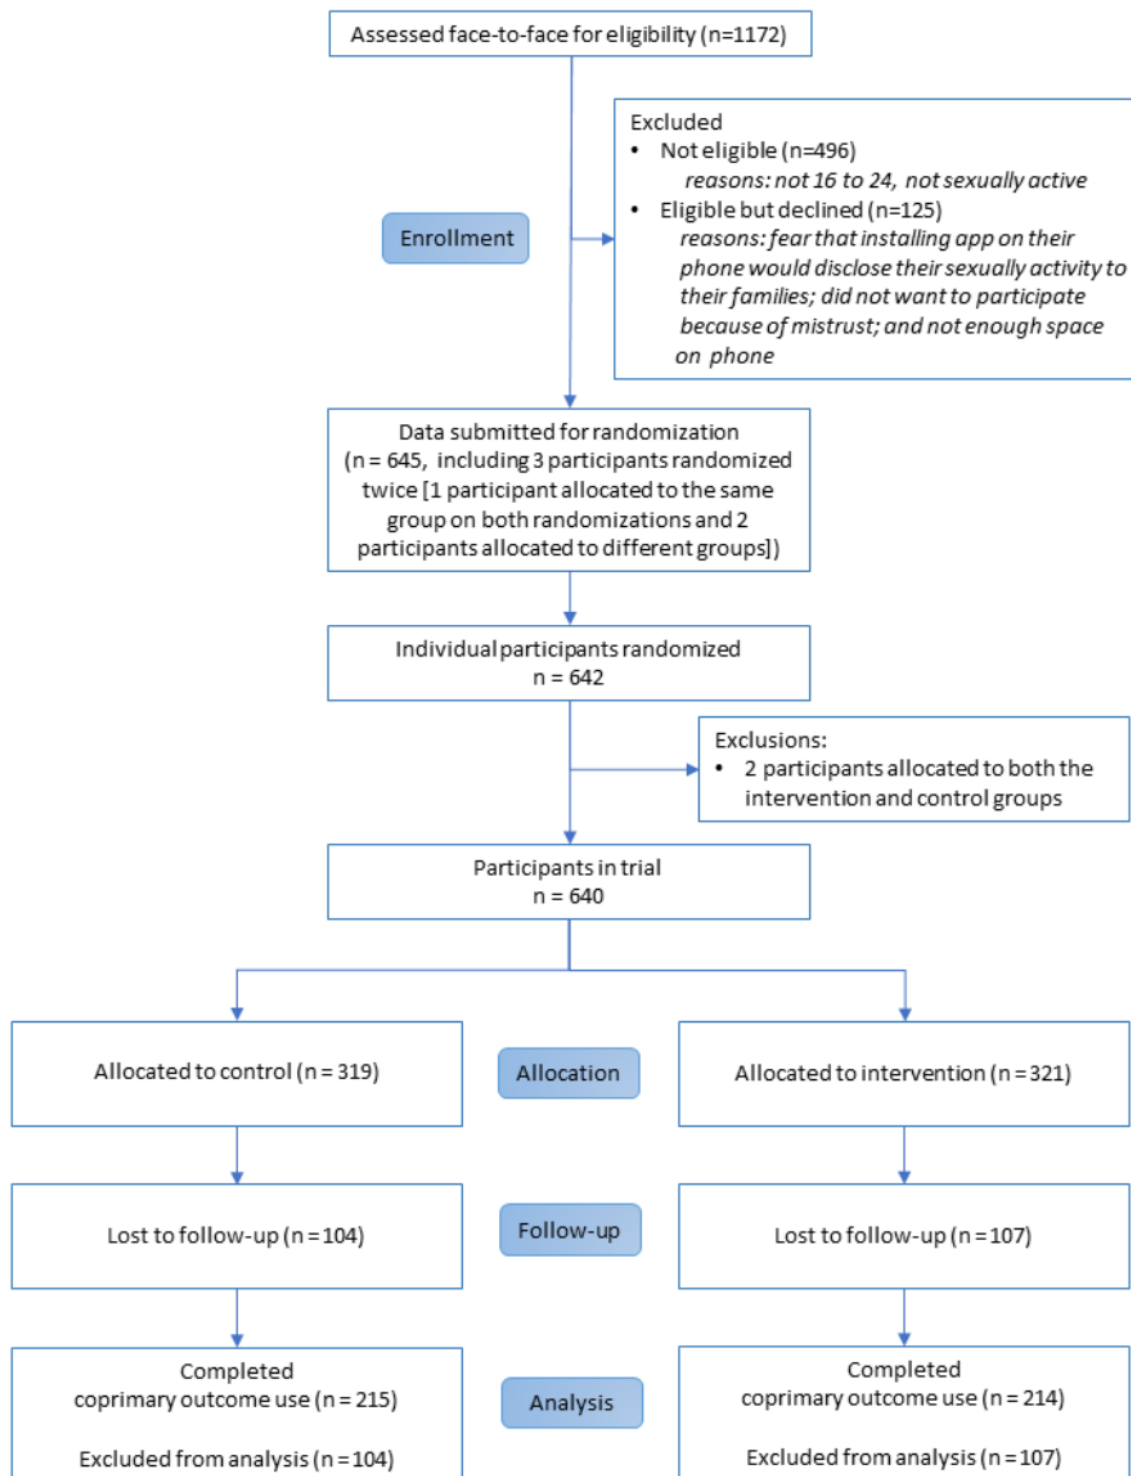 Assessed face-to-face for eligibility (n=1172)
Excluded
• Not eligible (n=496)
reasons: not 16 to 24, not sexually active
• Eligible but declined (n=125)
reasons: fear that installing app on their
phone would disclose their sexually activity to
their families; did not want to participate
because of mistrust; and not enough space
on phone
Enrollment
Data submitted for randomization
(n = 645, including 3 participants randomized
twice [1 participant allocated to the same
group on both randomizations and 2
participants allocated to different groups])
Individual participants randomized
n = 642
Exclusions:
• 2 participants allocated to both the
intervention and control groups
Participants in trial
n = 640
Allocated to control (n = 319)
Allocation
Allocated to intervention (n = 321)
Lost to follow-up (n = 104)
Follow-up
Lost to follow-up (n = 107)
Completed
coprimary outcome use (n = 215)
Excluded from analysis (n = 104)
Analysis
Completed
coprimary outcome use (n = 214)
Excluded from analysis (n = 107)